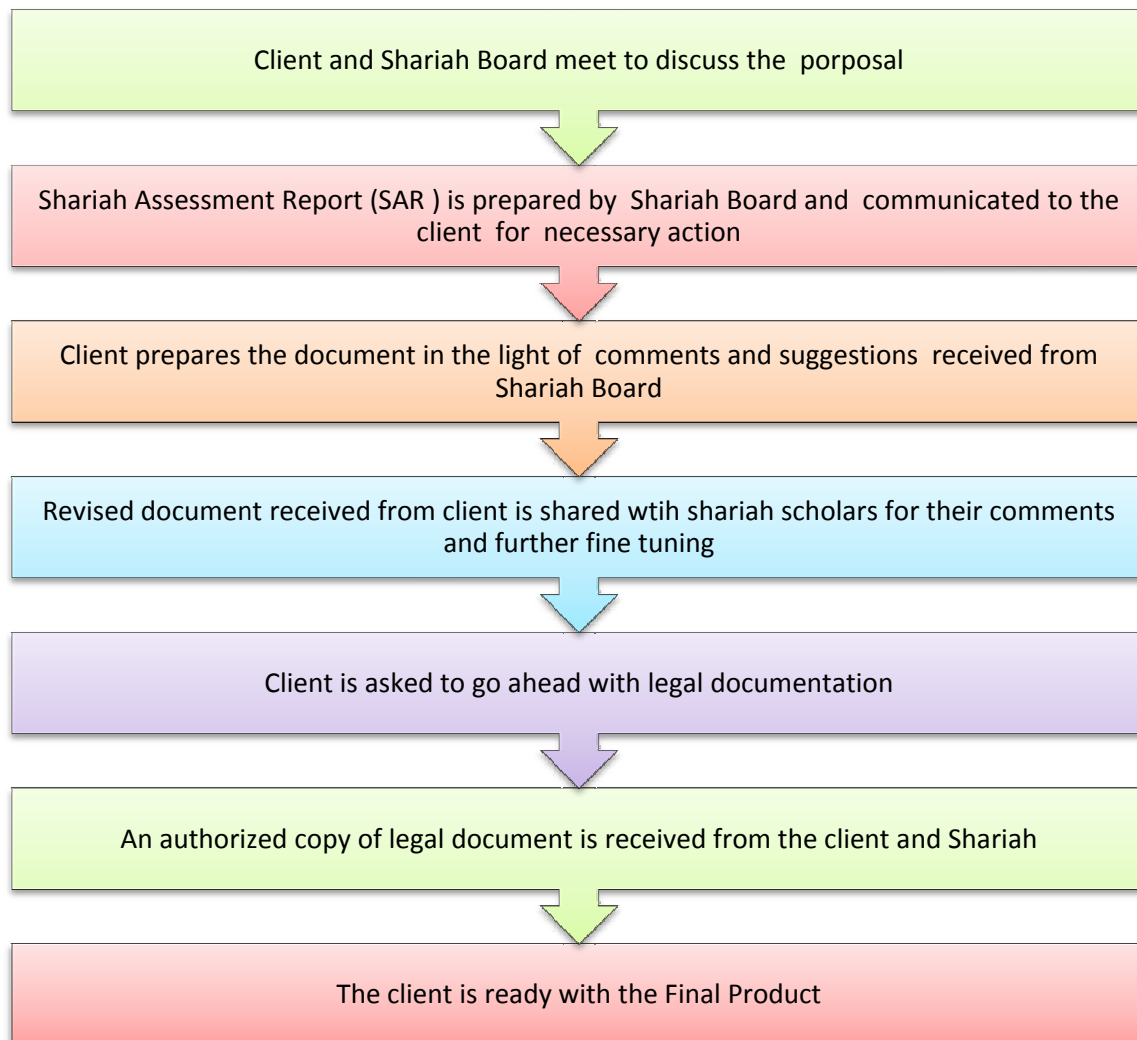 Client and Shariah Board meet to discuss the porposal
Shariah Assessment Report (SAR ) is prepared by Shariah Board and communicated to the
client for necessary action
Client prepares the document in the light of comments and suggestions received from
Shariah Board
Revised document received from client is shared wtih shariah scholars for their comments
and further fine tuning
Client is asked to go ahead with legal documentation
An authorized copy of legal document is received from the client and Shariah
The client is ready with the Final Product